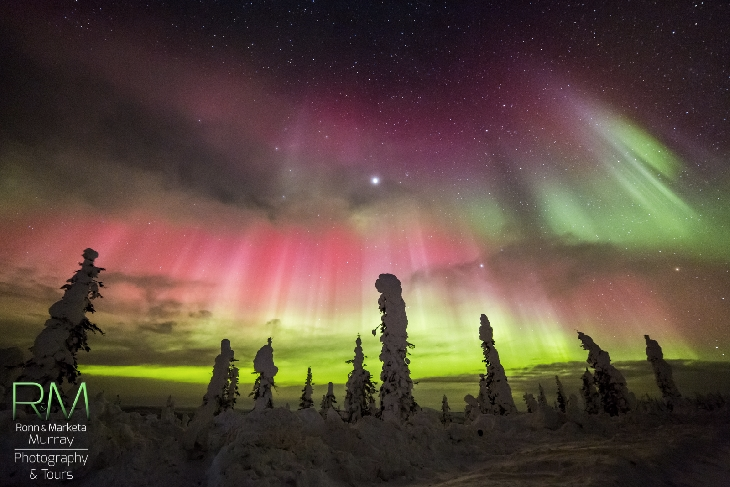 RM
Ronn & Marketa
Murray
Photography
& Tours